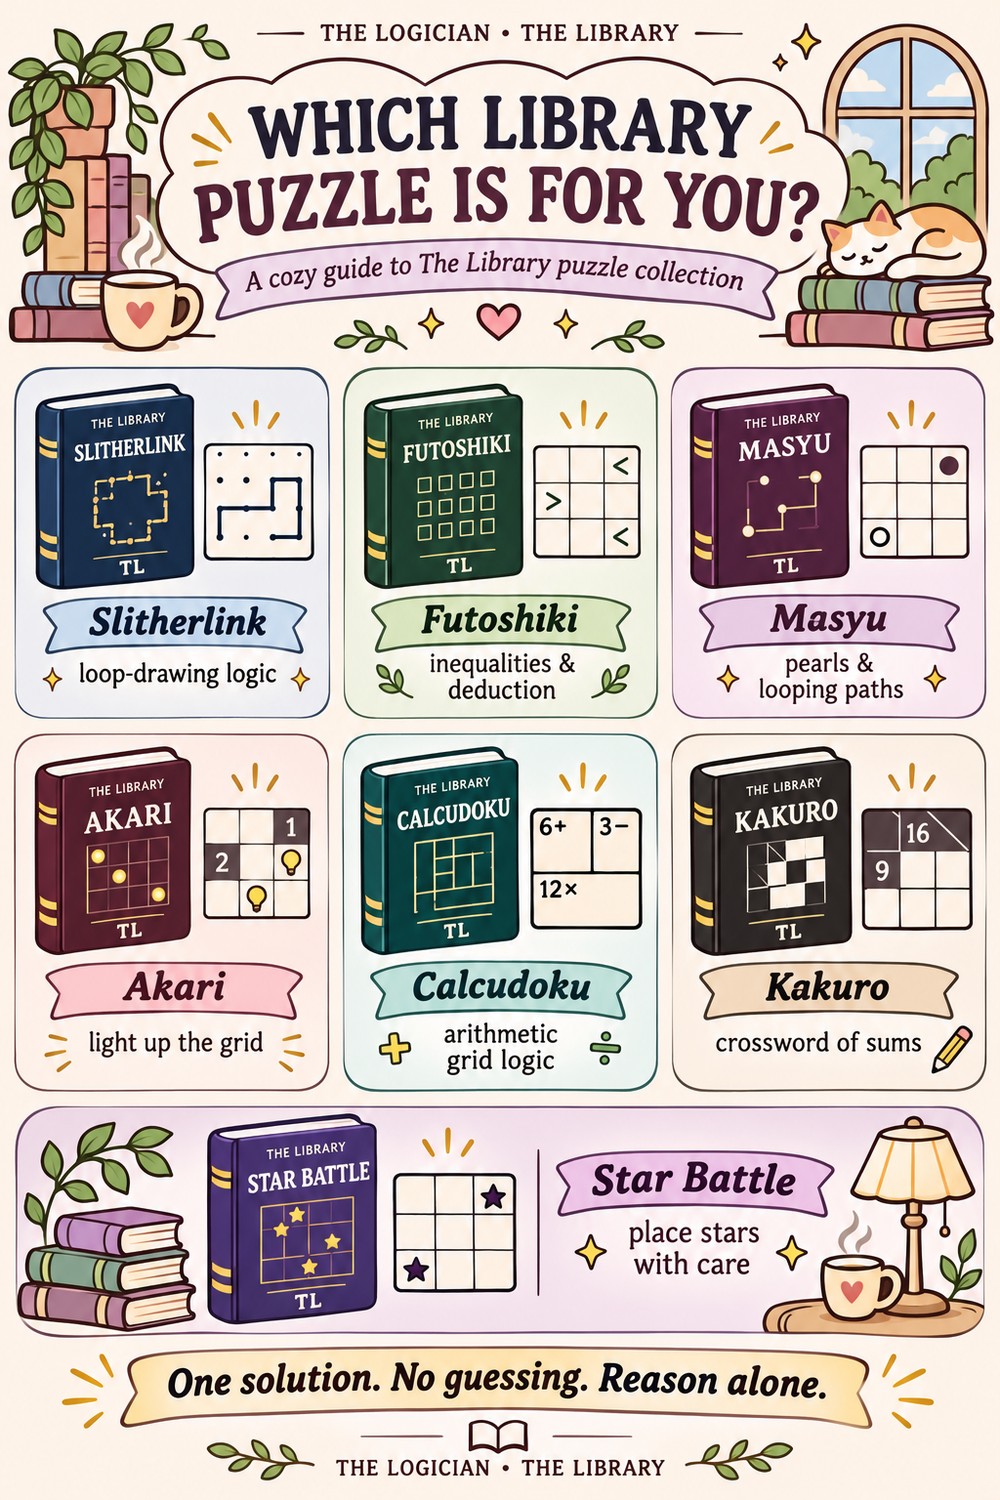 THE LOGICIAN • THE LIBRARY
WHICH LIBRARY
PUZZLE IS FOR YOU?
A cozy guide to The Library puzzle collection
THE LIBRARY
SLITHERLINK
TL
Slitherlink
loop-drawing logic
THE LIBRARY
FUTOSHIKI
TL
<
>
<
Futoshiki
inequalities &
deduction
THE LIBRARY
MASYU
TL
Masyu
pearls &
looping paths
THE LIBRARY
AKARI
TL
1
2
Akari
light up the grid
THE LIBRARY
CALCUDOKU
TL
6+ 3−
12×
Calcudoku
arithmetic
grid logic
THE LIBRARY
KAKURO
TL
16
9
Kakuro
crossword of sums
THE LIBRARY
STAR BATTLE
TL
Star Battle
place stars
with care
One solution. No guessing. Reason alone.
THE LOGICIAN • THE LIBRARY